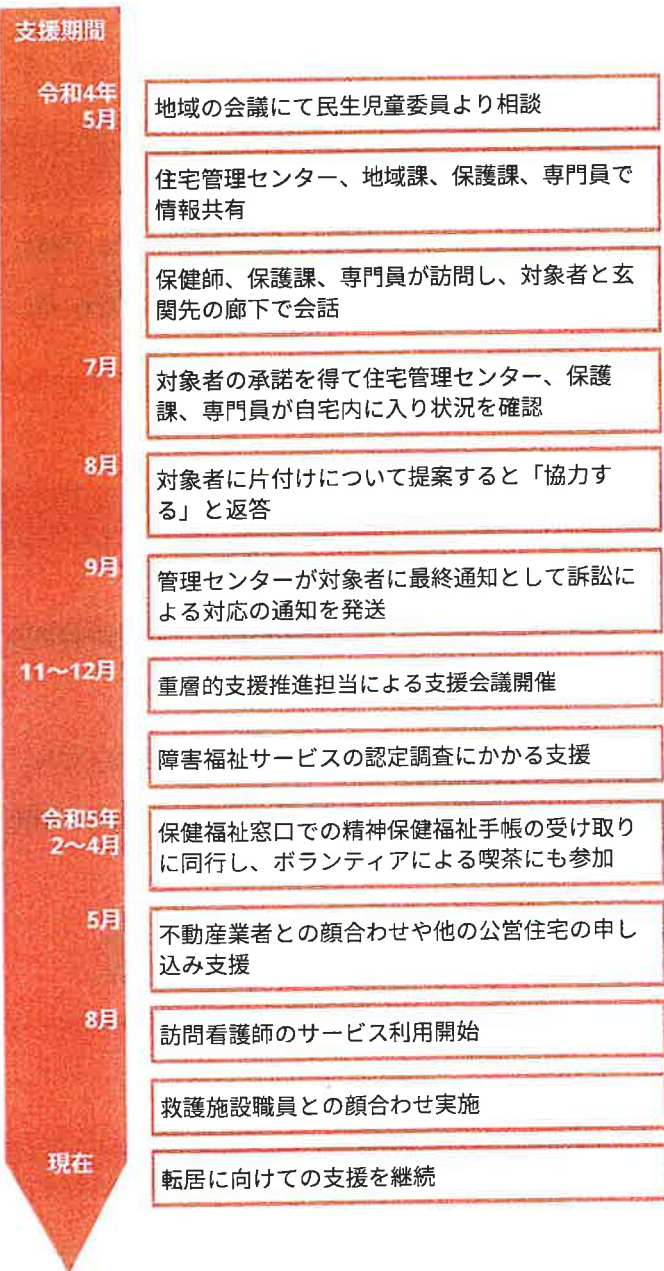 支援期間
令和4年
5月
地域の会議にて民生児童委員より相談
住宅管理センター、地域課、保護課、専門員で
情報共有
保健師、保護課、専門員が訪問し、対象者と玄
関先の廊下で会話
7月
対象者の承諾を得て住宅管理センター、保護
課、専門員が自宅内に入り状況を確認
8月
対象者に片付けについて提案すると「協力す
る」と返答
9月
管理センターが対象者に最終通知として訴訟に
よる対応の通知を発送
11～12月
重層的支援推進担当による支援会議開催
障害福祉サービスの認定調査にかかる支援
令和5年
2～4月
保健福祉窓口での精神保健福祉手帳の受け取り
に同行し、ボランティアによる喫茶にも参加
5月
不動産業者との顔合わせや他の公営住宅の申し
込み支援
8月
訪問看護師のサービス利用開始
救護施設職員との顔合わせ実施
現在
転居に向けての支援を継続